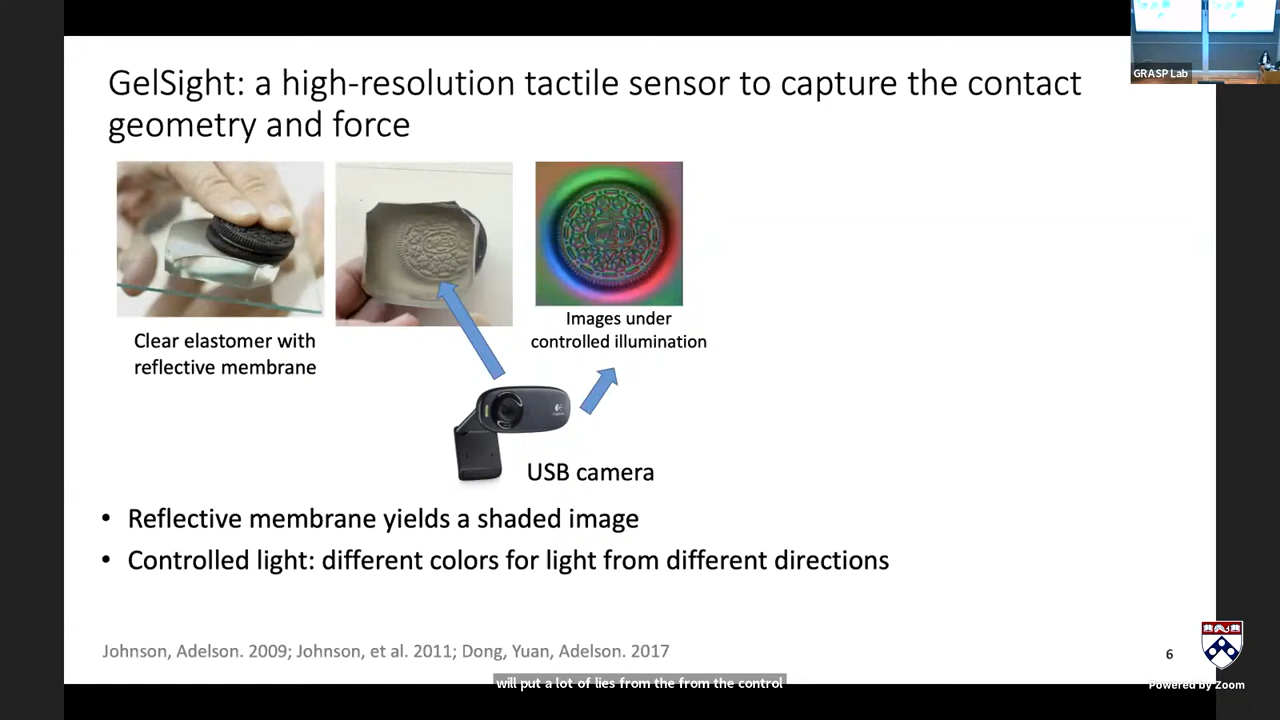 GRASP Lab
GelSight: a high-resolution tactile sensor to capture the contact
geometry and force
Clear elastomer with
reflective membrane
Images under
controlled illumination
USB camera
• Reflective membrane yields a shaded image
• Controlled light: different colors for light from different directions
Johnson, Adelson. 2009; Johnson, et al. 2011; Dong, Yuan, Adelson. 2017
6
will put a lot of lies from the from the control
Powered by Zoom